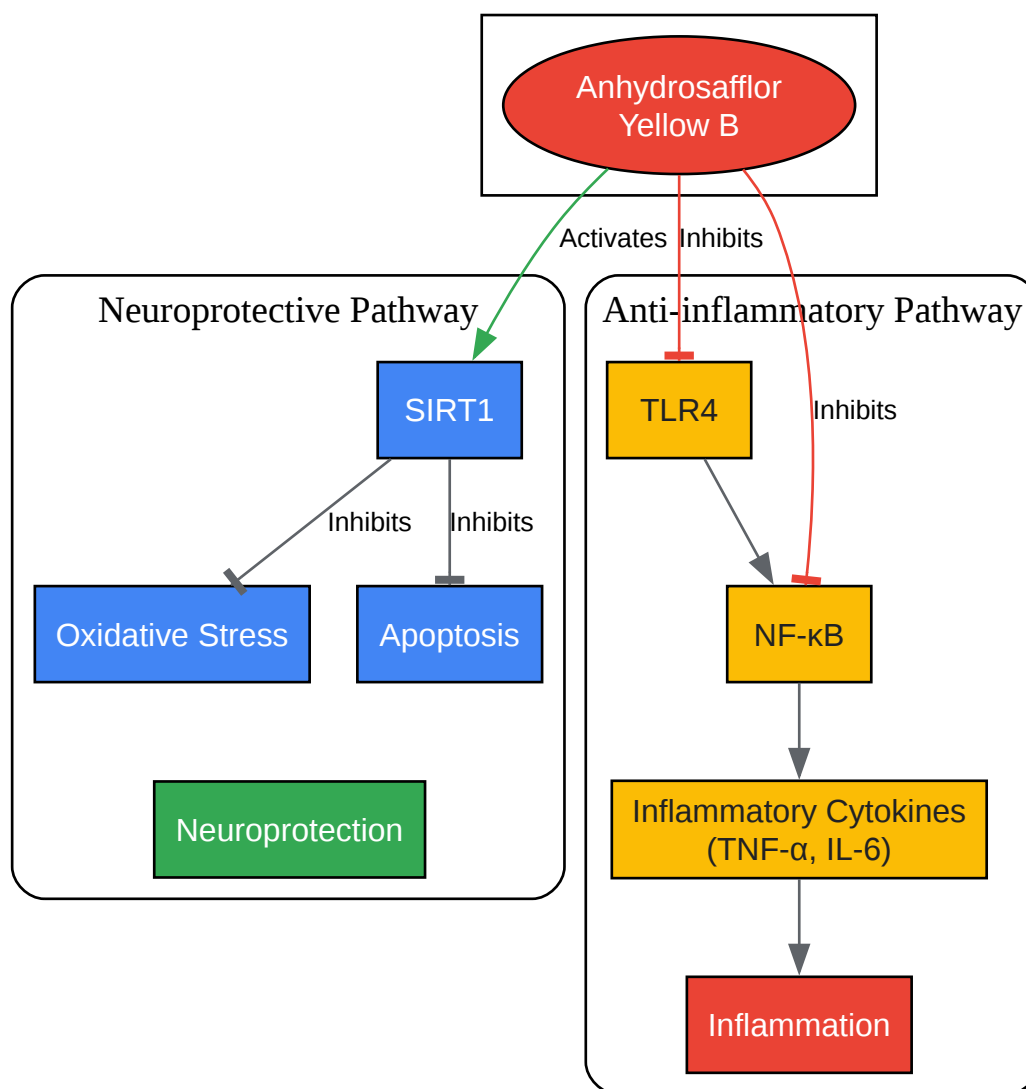 Anhydrosafflor
Yellow B
Activates
Inhibits
Neuroprotective Pathway
Anti-inflammatory Pathway
SIRT1
TLR4
Inhibits
Inhibits
Inhibits
Oxidative Stress
Apoptosis
NF-κB
Neuroprotection
Inflammatory Cytokines
(TNF-α, IL-6)
Inflammation